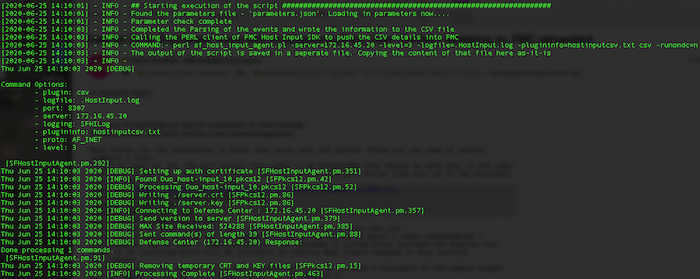 [2020-06-25 14:10:01] - INFO - ## Starting execution of the script ####################################################################
[2020-06-25 14:10:01] - INFO - Found the parameters file - 'parameters.json'. Loading in parameters now....
[2020-06-25 14:10:01] - INFO - Parameter check complete
[2020-06-25 14:10:03] - INFO - Completed the Parsing of the events and wrote the information to the CSV file
[2020-06-25 14:10:03] - INFO - Calling the PERL client of FMC Host Input SDK to push the CSV details into FMC
[2020-06-25 14:10:03] - INFO - COMMAND:- perl sf_host_input_agent.pl -server=172.16.45.20 -level=3 -logfile=.HostInput.log -plugininfo=hostinputcsv.txt csv -runondc=n
[2020-06-25 14:10:03] - INFO - The output of the script is saved in a seperate file. Copying the content of that file here as-it-is
Thu Jun 25 14:10:03 2020 [DEBUG]
Command Options:
- plugin: csv
- logfile: .HostInput.log
- port: 8307
- server: 172.16.45.20
- logging: SFHILog
- plugininfo: hostinputcsv.txt
- proto: AF_INET
- level: 3
[SFHostInputAgent.pm,292]
Thu Jun 25 14:10:03 2020 [DEBUG] Setting up auth certificate [SFHostInputAgent.pm,351]
Thu Jun 25 14:10:03 2020 [INFO] Found Duo_host-input_10.pkcs12 [SFPkcs12.pm,42]
Thu Jun 25 14:10:03 2020 [DEBUG] Processing Duo_host-input_10.pkcs12 [SFPkcs12.pm,52]
Thu Jun 25 14:10:03 2020 [DEBUG] Writing ./server.crt [SFPkcs12.pm,86]
Thu Jun 25 14:10:03 2020 [DEBUG] Writing ./server.key [SFPkcs12.pm,86]
Thu Jun 25 14:10:03 2020 [INFO] Connecting to Defense Center : 172.16.45.20 [SFHostInputAgent.pm,357]
Thu Jun 25 14:10:03 2020 [DEBUG] Send version to server [SFHostInputAgent.pm,379]
Thu Jun 25 14:10:03 2020 [DEBUG] MAX Size Received: 524288 [SFHostInputAgent.pm,385]
Thu Jun 25 14:10:03 2020 [DEBUG] Sent command(s) of length 39 [SFHostInputAgent.pm,88]
Thu Jun 25 14:10:03 2020 [DEBUG] Defense Center (172.16.45.20) Response:
Done processing 1 commands.
[SFHostInputAgent.pm,91]
Thu Jun 25 14:10:03 2020 [DEBUG] Removing temporary CRT and KEY files [SFPkcs12.pm,15]
Thu Jun 25 14:10:03 2020 [INFO] Processing Complete [SFHostInputAgent.pm,463]